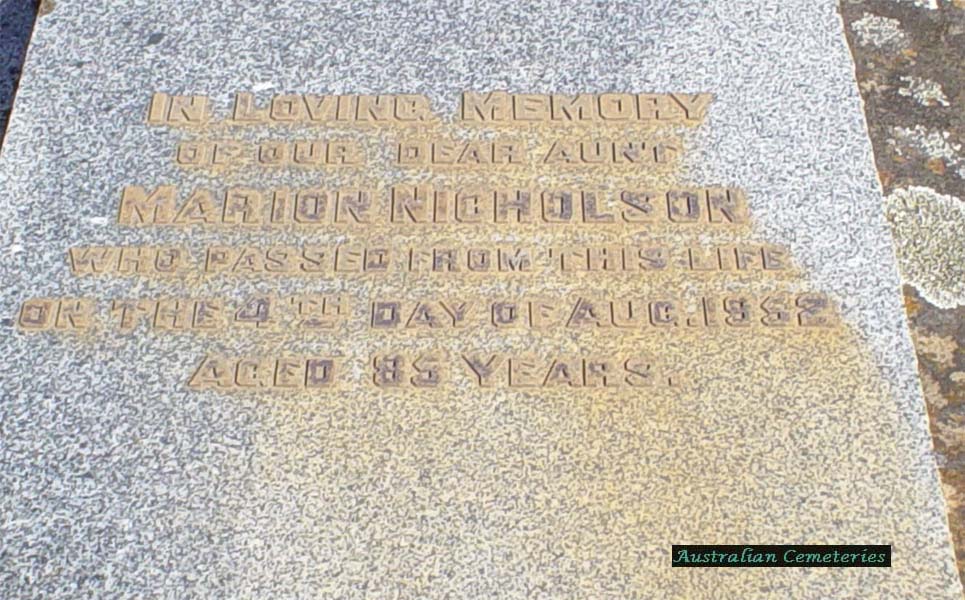 IN LOVING MEMORY
OF OUR DEAR AUNT
MARION NICHOLSON
WHO PASSED FROM THIS LIFE
ON THE 4TH DAY OF AUG. 1952
AGED 85 YEARS.
Australian Cemeteries